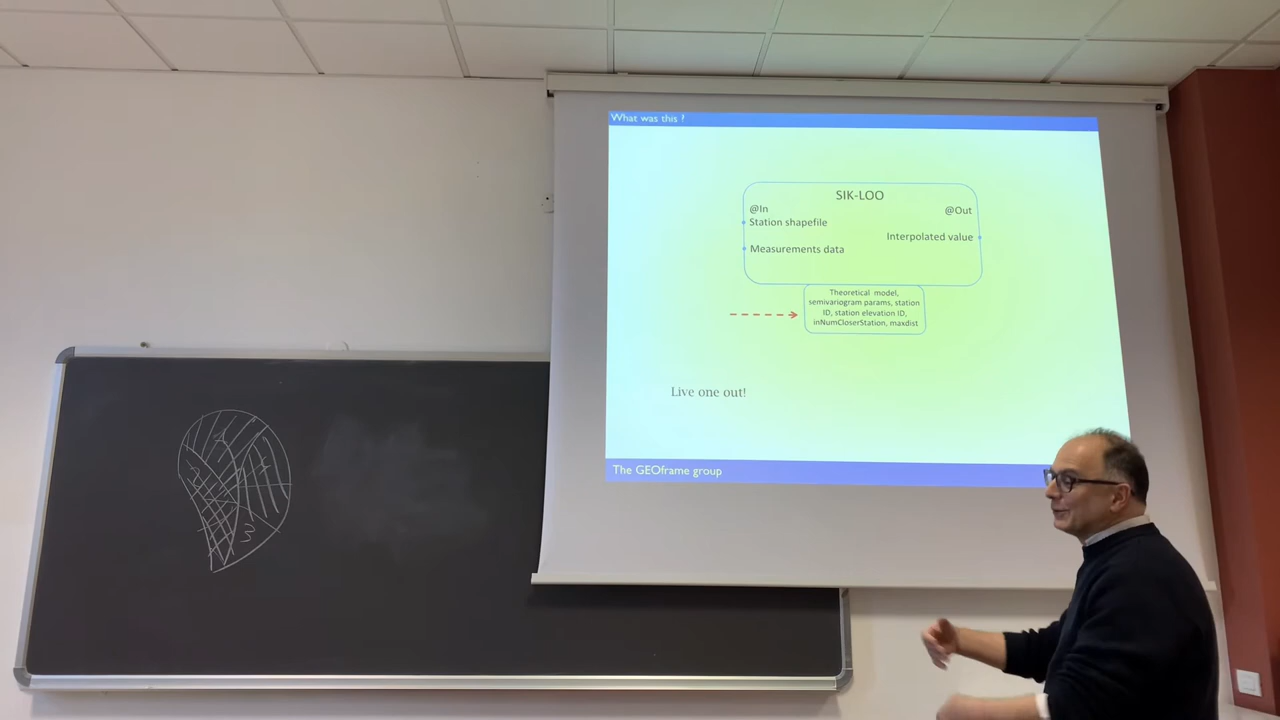 What was this ?
SIK-LOO
@In
@Out
Station shapefile
Interpolated value
Measurements data
Theoretical model,
semivariogram params, station
ID, station elevation ID,
inNumCloserStation, maxdist
Live one out!
The GEOframe group